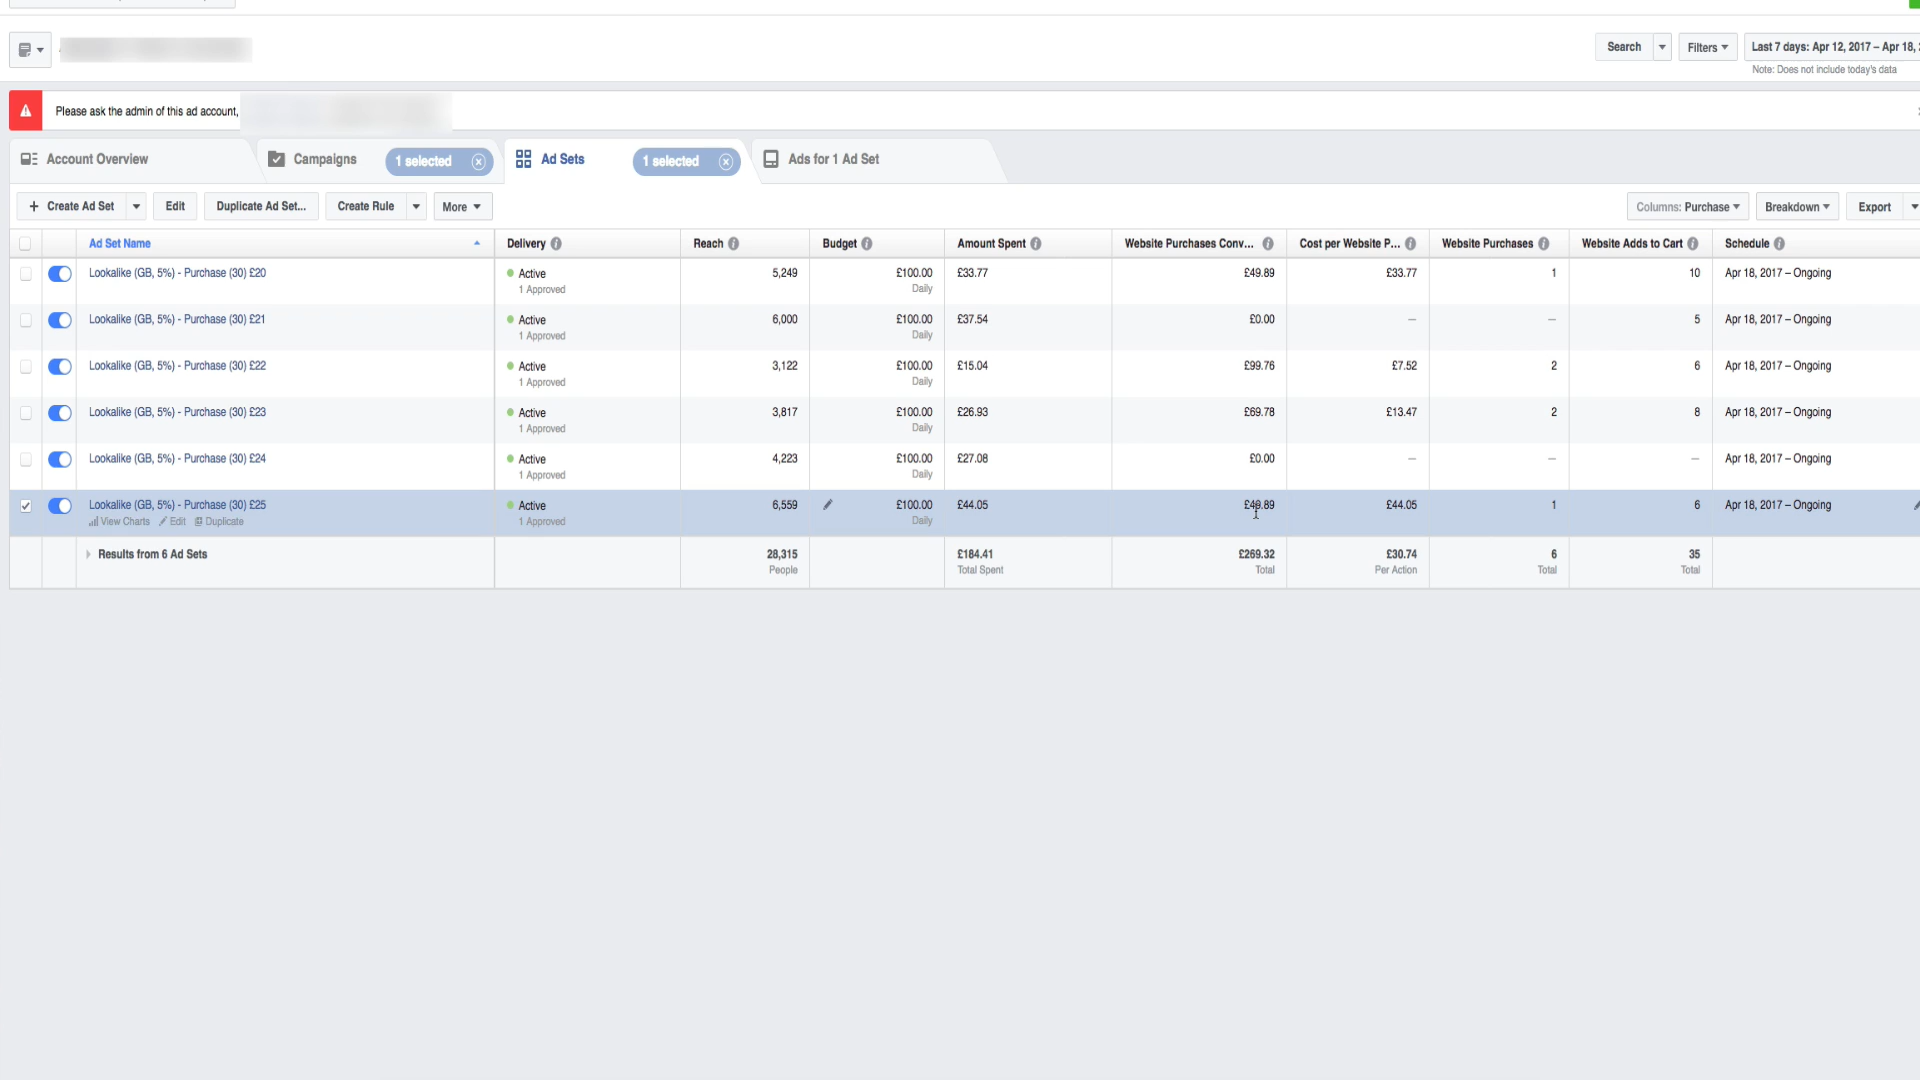 Search
Filters
Last 7 days: Apr 12, 2017 – Apr 18,
Note: Does not include today's data
Please ask the admin of this ad account,
Account Overview
Campaigns
1 selected
Ad Sets
1 selected
Ads for 1 Ad Set
+ Create Ad Set
Edit
Duplicate Ad Set...
Create Rule
More
Columns: Purchase
Breakdown
Export
Ad Set Name
Delivery
Reach
Budget
Amount Spent
Website Purchases Conv...
Cost per Website P...
Website Purchases
Website Adds to Cart
Schedule
Lookalike (GB, 5%) - Purchase (30) £20
Active
1 Approved
5,249
£100.00
Daily
£33.77
£49.89
£33.77
1
10
Apr 18, 2017 – Ongoing
Lookalike (GB, 5%) - Purchase (30) £21
Active
1 Approved
6,000
£100.00
Daily
£37.54
£0.00
—
—
5
Apr 18, 2017 – Ongoing
Lookalike (GB, 5%) - Purchase (30) £22
Active
1 Approved
3,122
£100.00
Daily
£15.04
£99.76
£7.52
2
6
Apr 18, 2017 – Ongoing
Lookalike (GB, 5%) - Purchase (30) £23
Active
1 Approved
3,817
£100.00
Daily
£26.93
£69.78
£13.47
2
8
Apr 18, 2017 – Ongoing
Lookalike (GB, 5%) - Purchase (30) £24
Active
1 Approved
4,223
£100.00
Daily
£27.08
£0.00
—
—
—
Apr 18, 2017 – Ongoing
Lookalike (GB, 5%) - Purchase (30) £25
View Charts Edit Duplicate
Active
1 Approved
6,559
£100.00
Daily
£44.05
£49.89
£44.05
1
6
Apr 18, 2017 – Ongoing
Results from 6 Ad Sets
28,315
People
£184.41
Total Spent
£269.32
Total
£30.74
Per Action
6
Total
35
Total